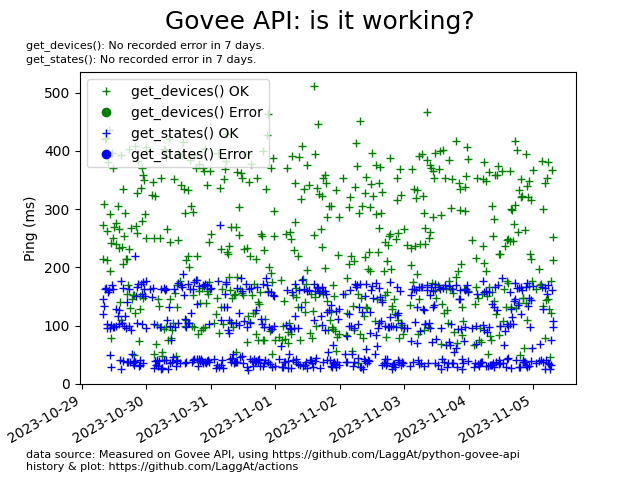 Govee API: is it working?
get_devices(): No recorded error in 7 days.
get_states(): No recorded error in 7 days.
get_devices() OK
get_devices() Error
get_states() OK
get_states() Error
Ping (ms)
500
400
300
200
100
0
2023-10-29
2023-10-30
2023-10-31
2023-11-01
2023-11-02
2023-11-03
2023-11-04
2023-11-05
data source: Measured on Govee API, using https://github.com/LaggAt/python-govee-api
history & plot: https://github.com/LaggAt/actions